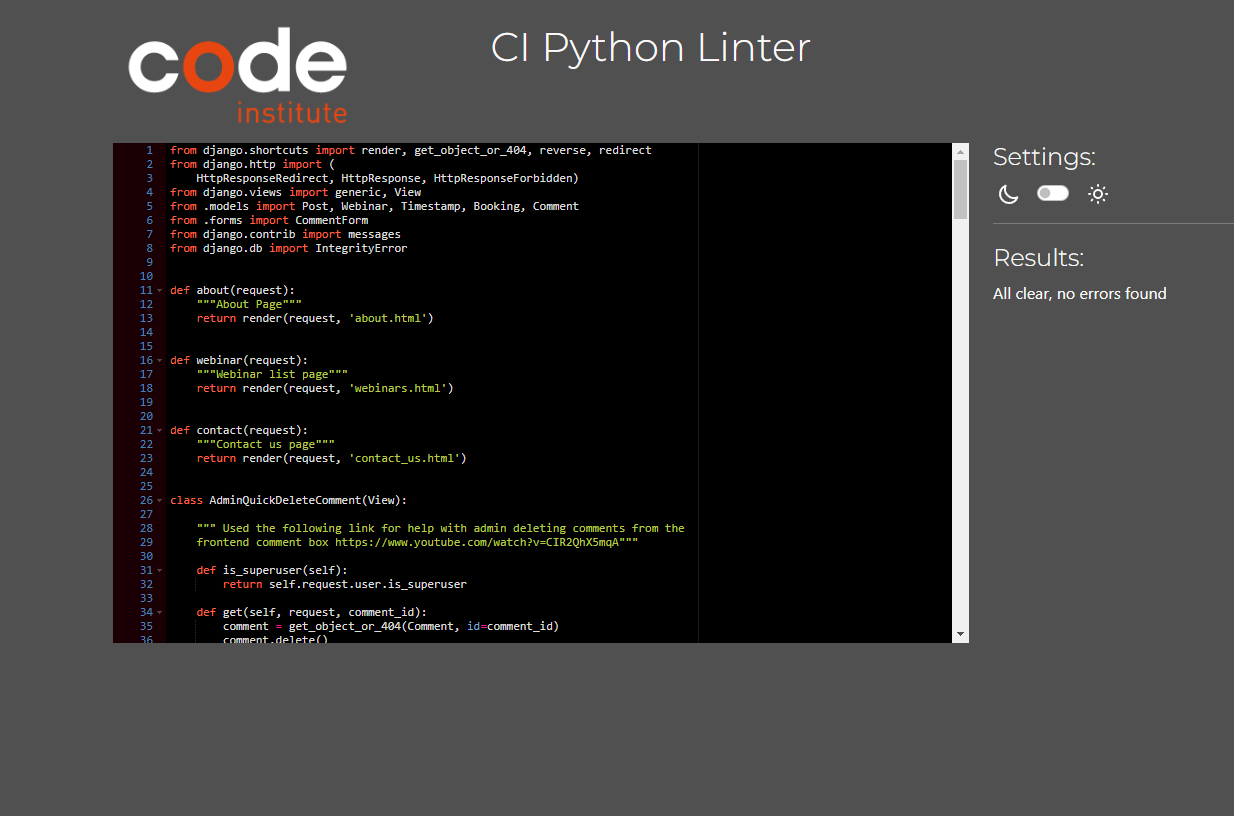 code
institute
CI Python Linter
1 from django.shortcuts import render, get_object_or_404, reverse, redirect
2 from django.http import (
3     HttpResponseRedirect, HttpResponse, HttpResponseForbidden)
4 from django.views import generic, View
5 from .models import Post, Webinar, Timestamp, Booking, Comment
6 from .forms import CommentForm
7 from django.contrib import messages
8 from django.db import IntegrityError
9
10
11 def about(request):
12     """About Page"""
13     return render(request, 'about.html')
14
15
16 def webinar(request):
17     """Webinar list page"""
18     return render(request, 'webinars.html')
19
20
21 def contact(request):
22     """Contact us page"""
23     return render(request, 'contact_us.html')
24
25
26 class AdminQuickDeleteComment(View):
27
28     """ Used the following link for help with admin deleting comments from the
29     frontend comment box https://www.youtube.com/watch?v=CIR2QhX5mqA"""
30
31     def is_superuser(self):
32         return self.request.user.is_superuser
33
34     def get(self, request, comment_id):
35         comment = get_object_or_404(Comment, id=comment_id)
36         comment.delete()
Settings:
Results:
All clear, no errors found